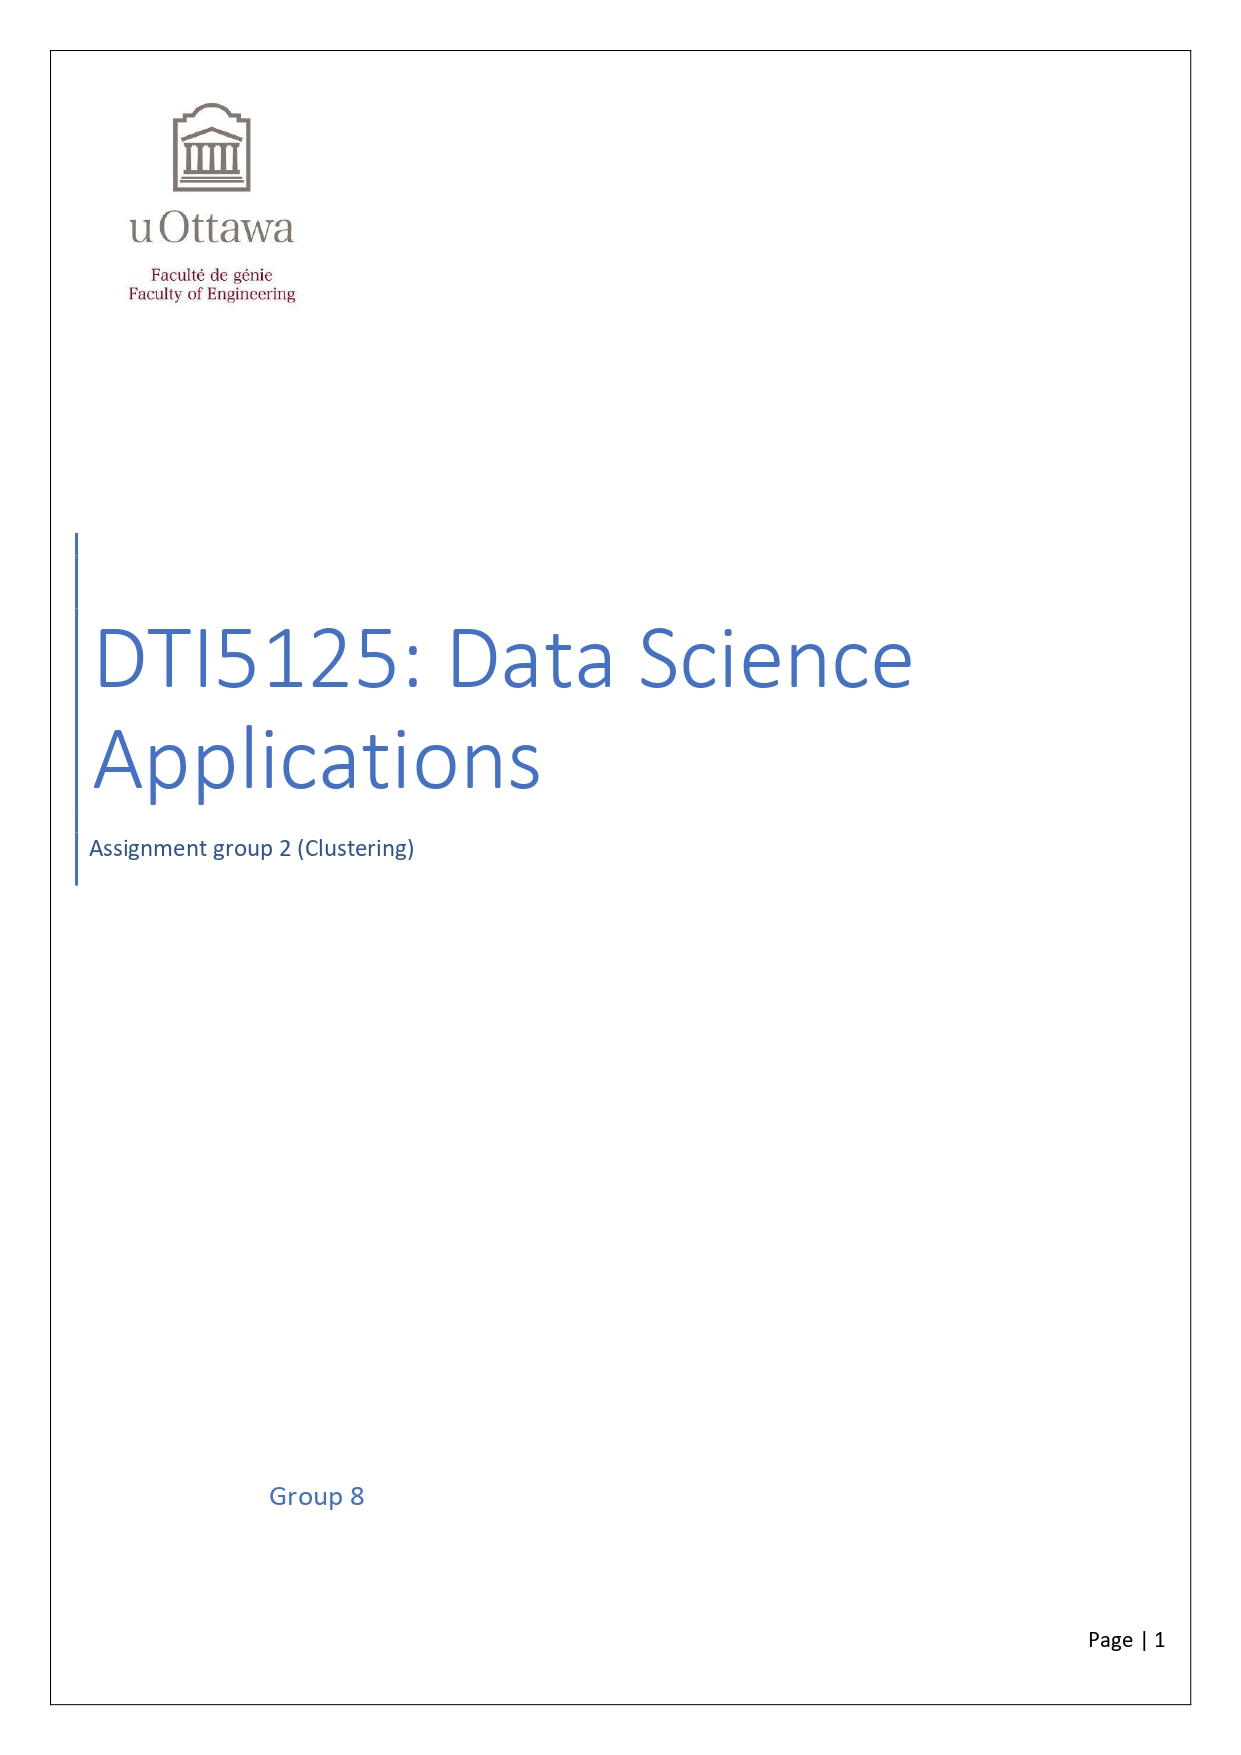 uOttawa
Faculté de génie
Faculty of Engineering
DTI5125: Data Science
Applications
Assignment group 2 (Clustering)
Group 8
Page | 1